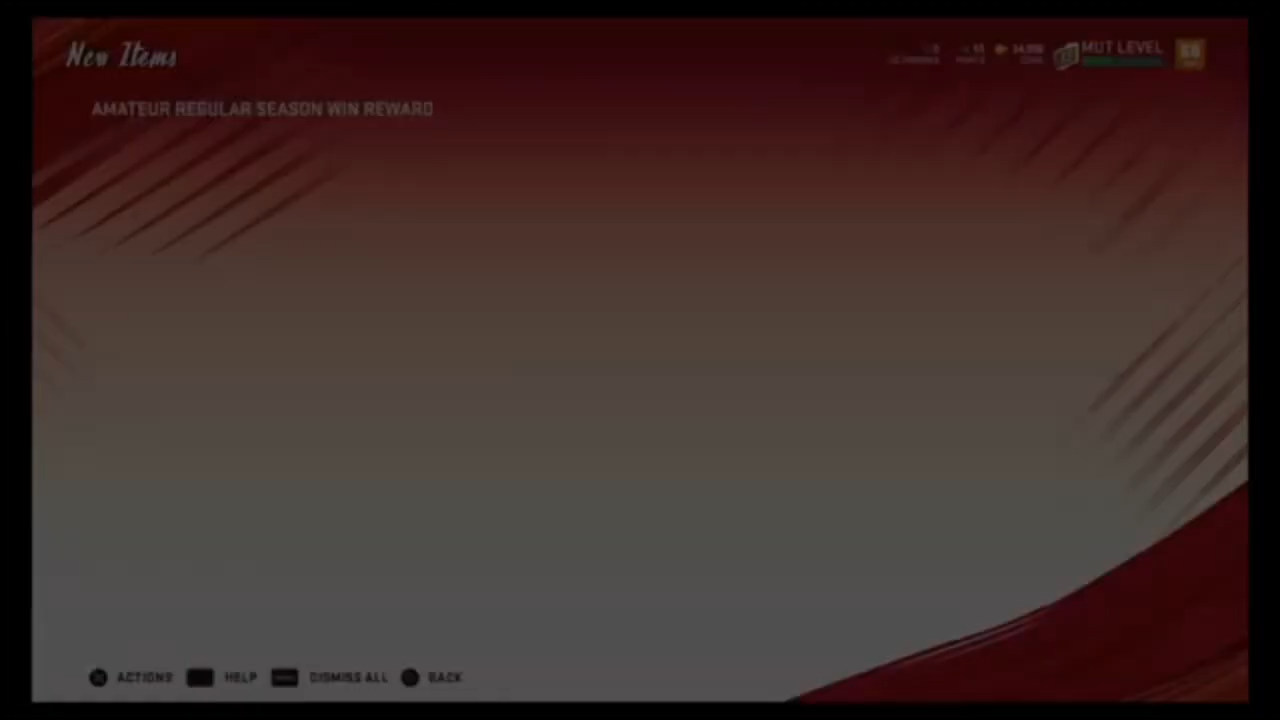 New Items
MUT LEVEL
AMATEUR REGULAR SEASON WIN REWARD
ACTIONS HELP DISMISS ALL BACK